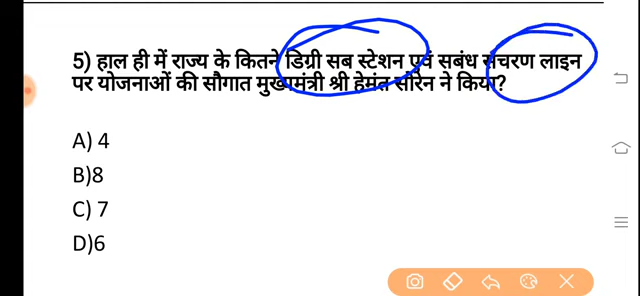 5) हाल ही में राज्य के कितने डिग्री सब स्टेशन एवं सबंध संचरण लाइन
पर योजनाओं की सौगात मुख्यमंत्री श्री हेमंत सोरेन ने किया?
A) 4
B)8
C) 7
D)6